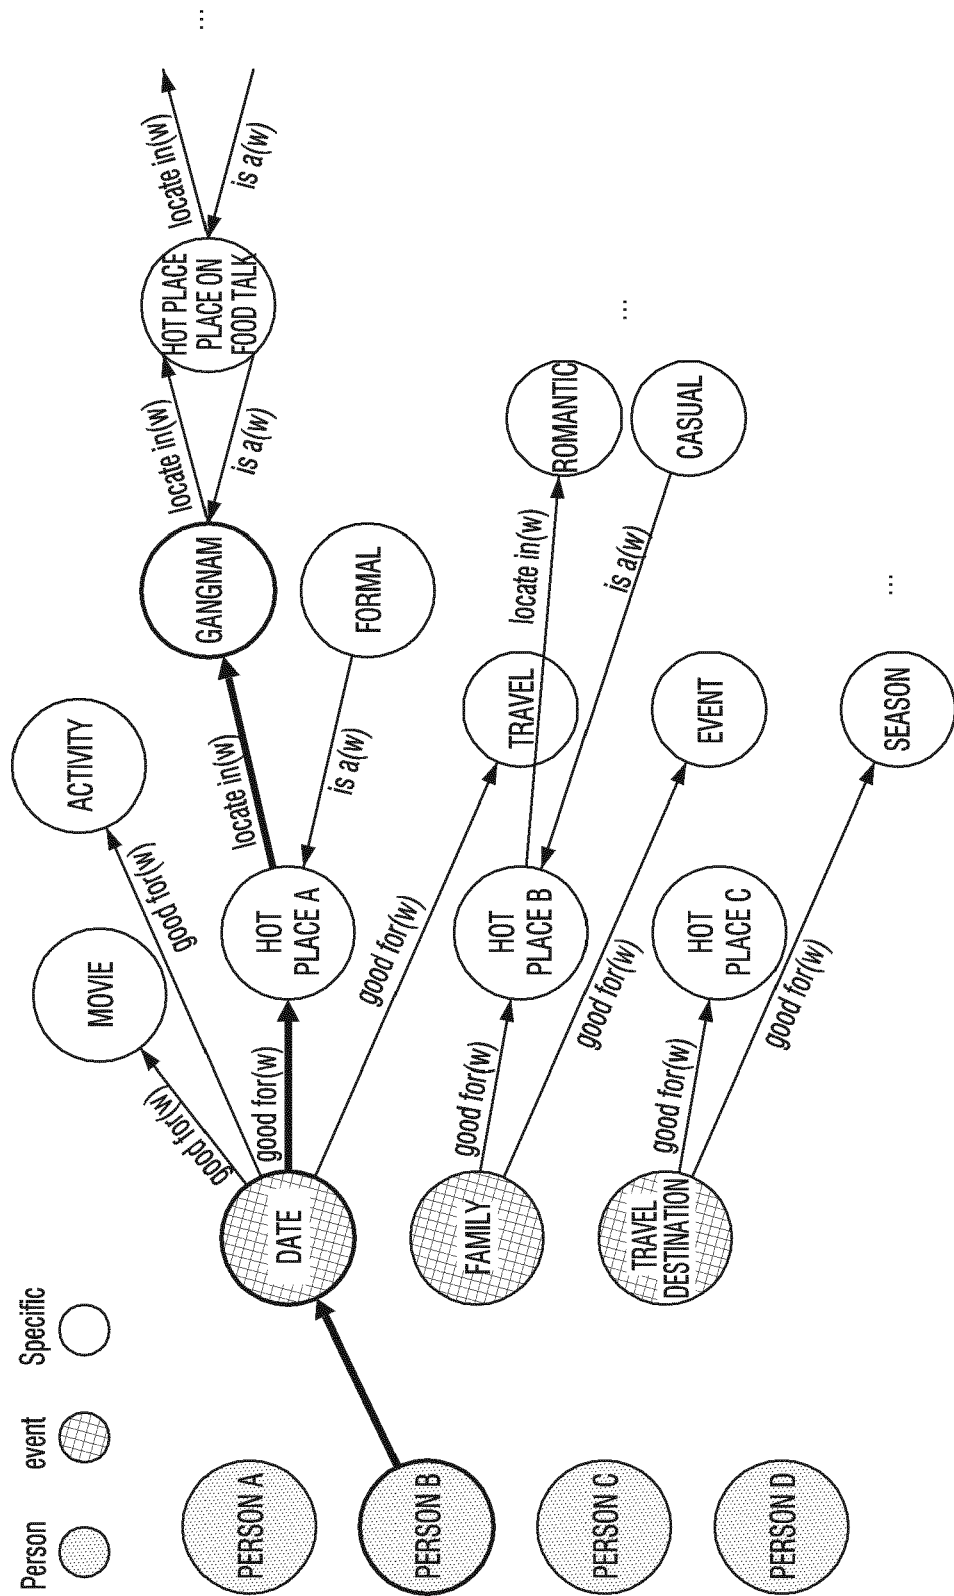 Person
event
Specific
PERSON A
PERSON B
PERSON C
PERSON D
DATE
FAMILY
TRAVEL
DESTINATION
good for(w)
MOVIE
good for(w)
ACTIVITY
good for(w)
HOT
PLACE A
good for(w)
TRAVEL
locate in(w)
GANGNAM
is a(w)
FORMAL
locate in(w)
is a(w)
HOT PLACE
PLACE ON
FOOD TALK
locate in(w)
is a(w)
...
good for(w)
HOT
PLACE B
good for(w)
EVENT
locate in(w)
ROMANTIC
is a(w)
CASUAL
...
good for(w)
HOT
PLACE C
good for(w)
SEASON
...